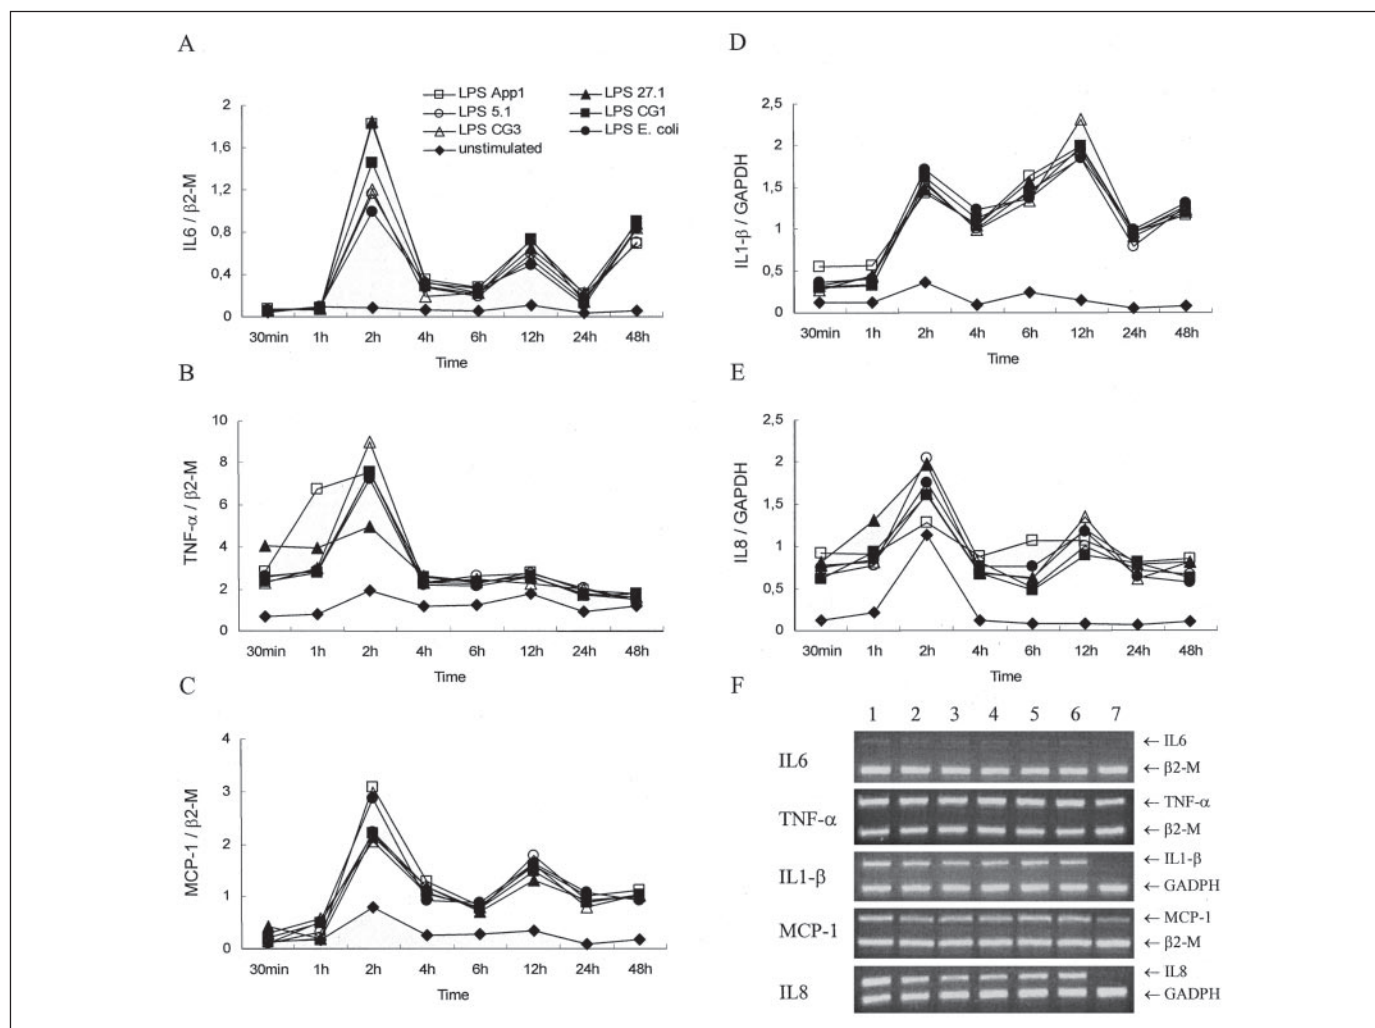 A
LPS App1
LPS 27.1
LPS 5.1
LPS CG1
LPS CG3
LPS E. coli
unstimulated
IL6 / β2-M
2
1,6
1,2
0,8
0,4
0
30min 1h 2h 4h 6h 12h 24h 48h
Time
B
TNF-α / β2-M
10
8
6
4
2
0
30min 1h 2h 4h 6h 12h 24h 48h
Time
C
MCP-1 / β2-M
4
3
2
1
0
30min 1h 2h 4h 6h 12h 24h 48h
Time
D
IL1-β / GAPDH
2,5
2
1,5
1
0,5
0
30min 1h 2h 4h 6h 12h 24h 48h
Time
E
IL8 / GAPDH
2,5
2
1,5
1
0,5
0
30min 1h 2h 4h 6h 12h 24h 48h
Time
F
1 2 3 4 5 6 7
IL6
← IL6
← β2-M
TNF-α
← TNF-α
← β2-M
IL1-β
← IL1-β
← GADPH
MCP-1
← MCP-1
← β2-M
IL8
← IL8
← GADPH